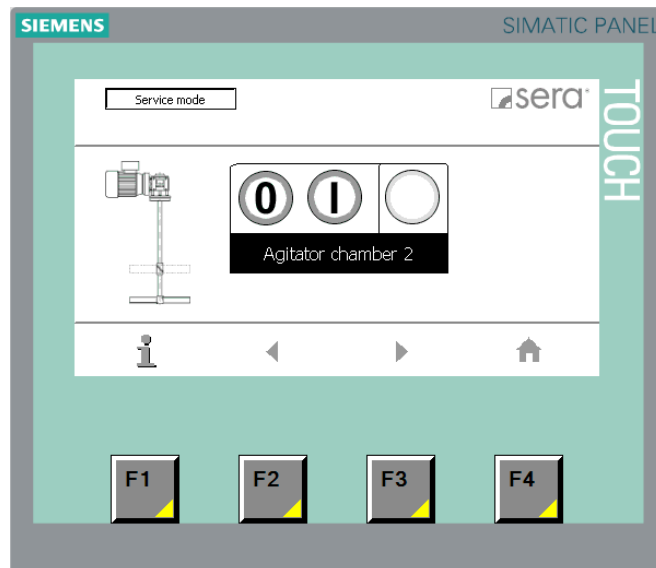 SIEMENS
SIMATIC PANEL
TOUCH
Service mode
sera
0 I
Agitator chamber 2
i
F1 F2 F3 F4